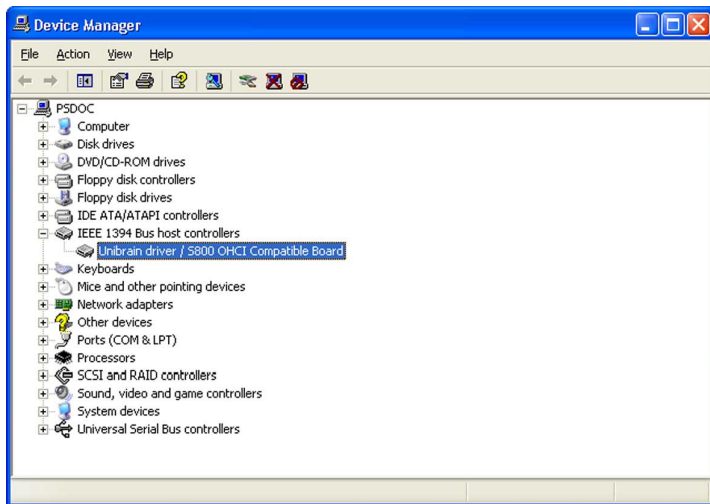 Device Manager
File Action View Help
PSDOC
Computer
Disk drives
DVD/CD-ROM drives
Floppy disk controllers
Floppy disk drives
IDE ATA/ATAPI controllers
IEEE 1394 Bus host controllers
Unibrain driver / S800 OHCI Compatible Board
Keyboards
Mice and other pointing devices
Network adapters
Other devices
Ports (COM & LPT)
Processors
SCSI and RAID controllers
Sound, video and game controllers
System devices
Universal Serial Bus controllers